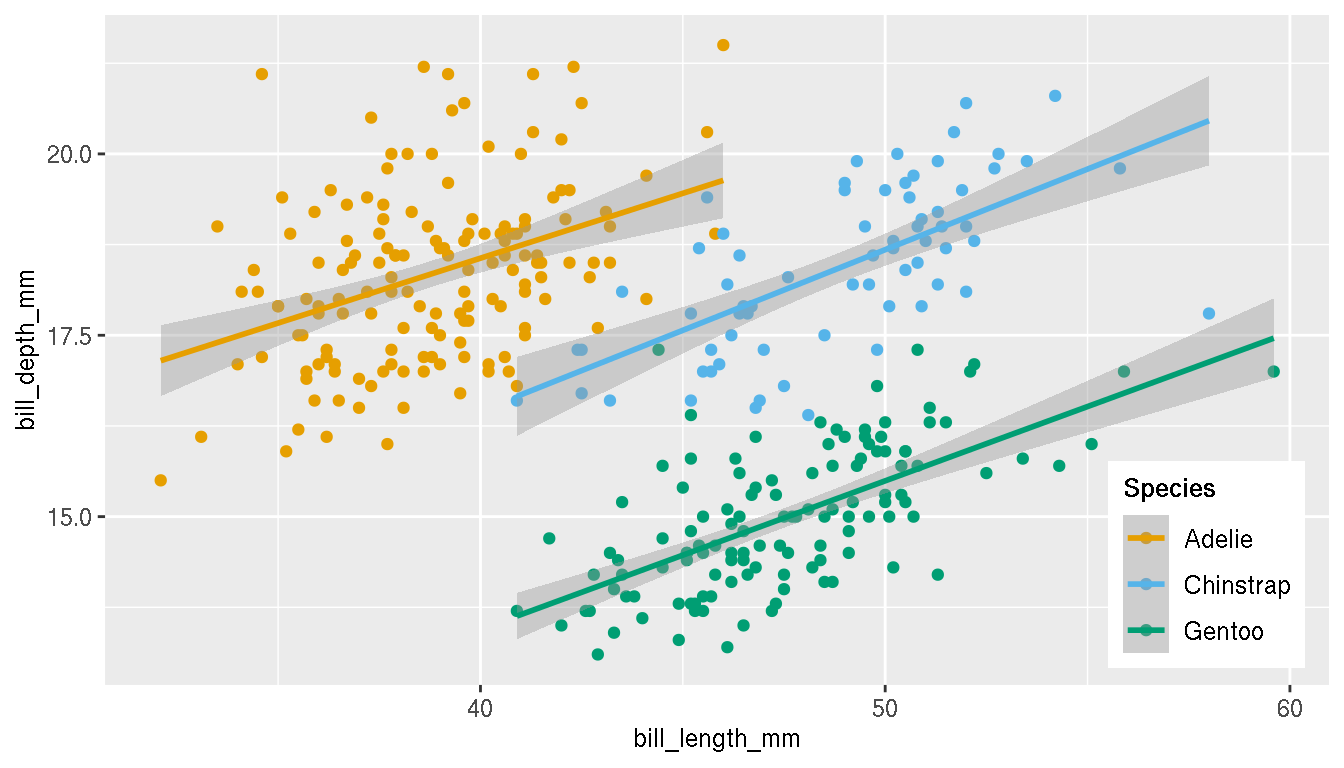 bill_depth_mm
20.0
17.5
15.0
40
50
60
bill_length_mm
Species
Adelie
Chinstrap
Gentoo